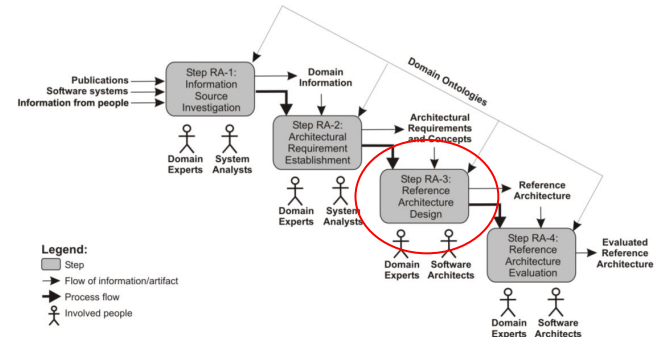 Publications
Software systems
Information from people
Step RA-1:
Information
Source
Investigation
Domain
Information
Domain
Experts
System
Analysts
Domain Ontologies
Step RA-2:
Architectural
Requirement
Establishment
Architectural
Requirements
and Concepts
Domain
Experts
System
Analysts
Step RA-3:
Reference
Architecture
Design
Reference
Architecture
Domain
Experts
Software
Architects
Step RA-4:
Reference
Architecture
Evaluation
Evaluated
Reference
Architecture
Domain
Experts
Software
Architects
Legend:
Step
Flow of information/artifact
Process flow
Involved people